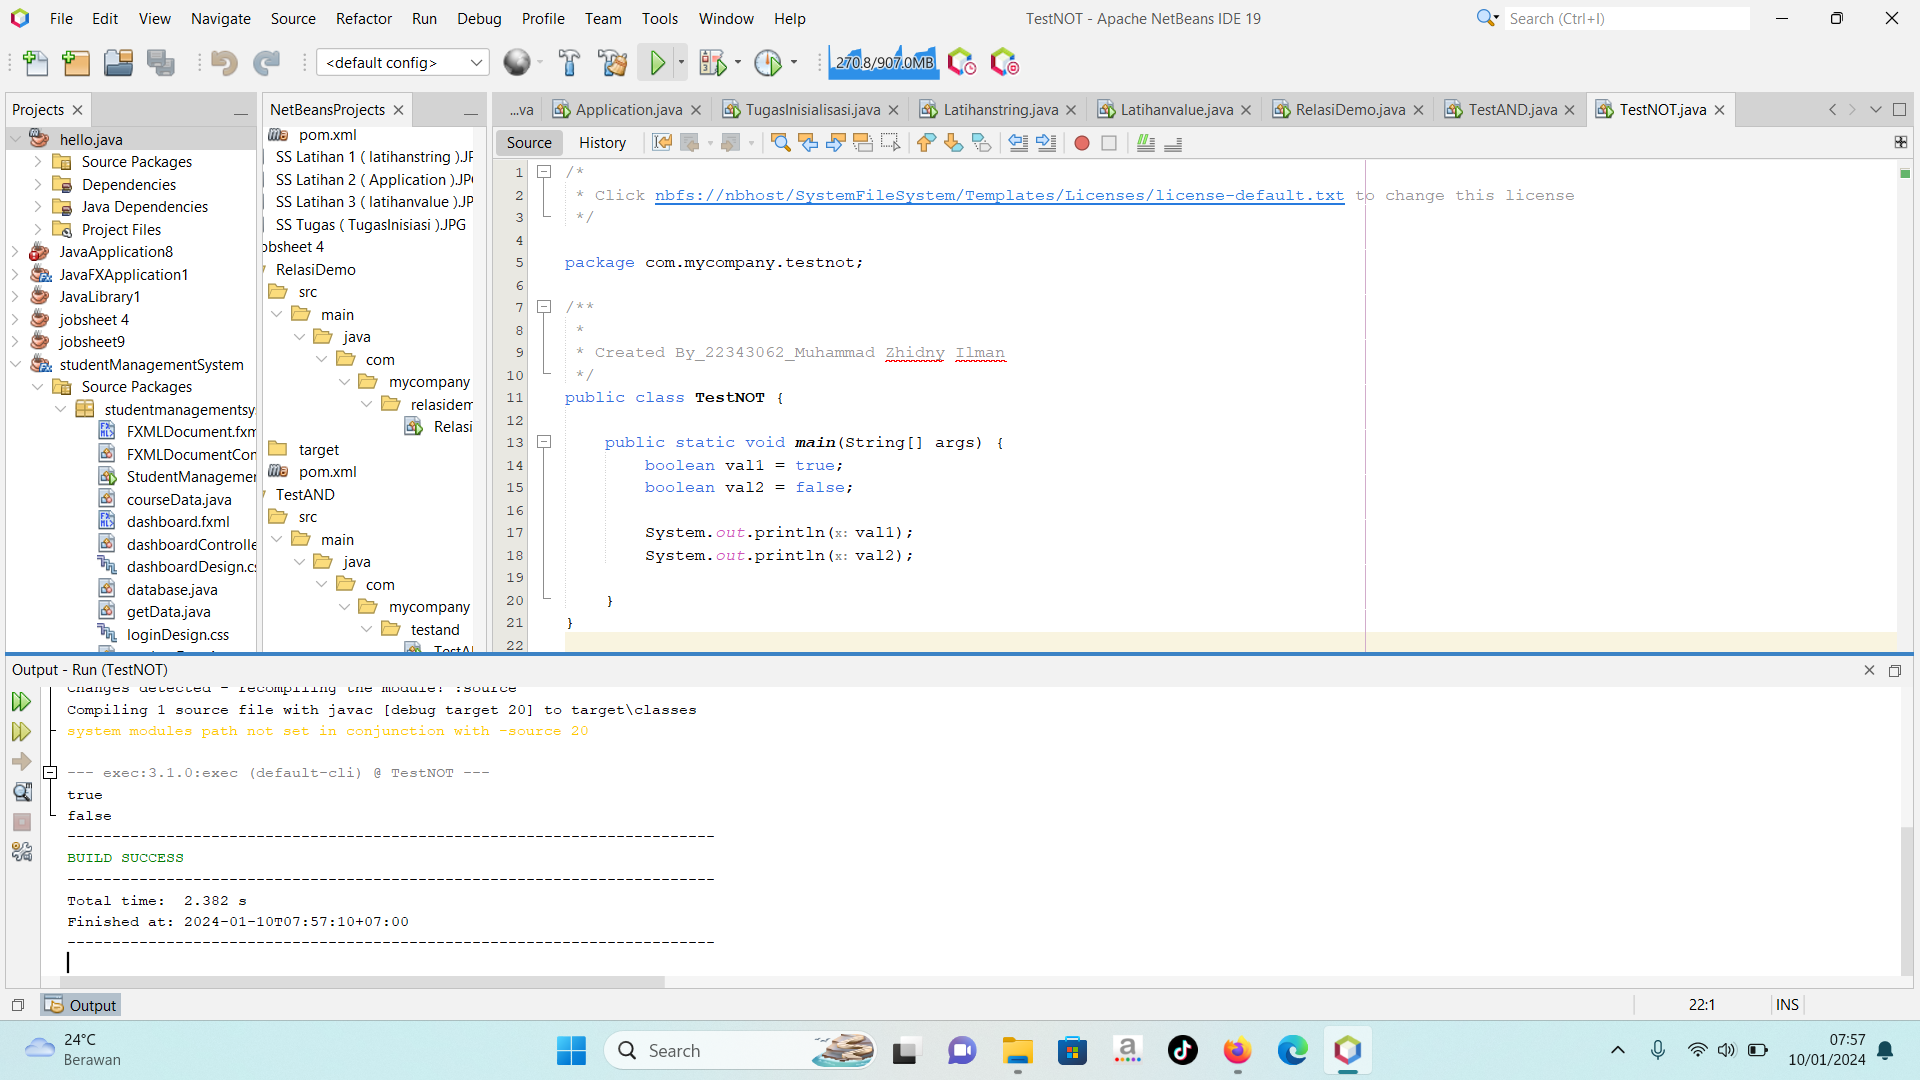 File Edit View Navigate Source Refactor Run Debug Profile Team Tools Window Help
TestNOT - Apache NetBeans IDE 19
Search (Ctrl+I)
<default config>
270.8/907.0MB
Projects
hello.java
Source Packages
Dependencies
Java Dependencies
Project Files
JavaApplication8
JavaFXApplication1
JavaLibrary1
jobsheet 4
jobsheet9
studentManagementSystem
Source Packages
studentmanagementsy
FXMLDocument.fxm
FXMLDocumentCon
StudentManagemer
courseData.java
dashboard.fxml
dashboardControlle
dashboardDesign.cs
database.java
getData.java
loginDesign.css
NetBeansProjects
pom.xml
SS Latihan 1 ( latihanstring ).JP
SS Latihan 2 ( Application ).JPG
SS Latihan 3 ( latihanvalue ).JP
SS Tugas ( TugasInisiasi ).JPG
obsheet 4
RelasiDemo
src
main
java
com
mycompany
relasidem
Relasi
target
pom.xml
TestAND
src
main
java
com
mycompany
testand
TestAI
...va Application.java TugasInisialisasi.java Latihanstring.java Latihanvalue.java RelasiDemo.java TestAND.java TestNOT.java
Source History
1 /*
2 * Click nbfs://nbhost/SystemFileSystem/Templates/Licenses/license-default.txt to change this license
3 */
4
5 package com.mycompany.testnot;
6
7 /**
8 *
9 * Created By_22343062_Muhammad Zhidny Ilman
10 */
11 public class TestNOT {
12
13 public static void main(String[] args) {
14 boolean val1 = true;
15 boolean val2 = false;
16
17 System.out.println(x: val1);
18 System.out.println(x: val2);
19
20 }
21 }
22
Output - Run (TestNOT)
Changes detected - recompiling the module! :source
Compiling 1 source file with javac [debug target 20] to target\classes
system modules path not set in conjunction with -source 20
--- exec:3.1.0:exec (default-cli) @ TestNOT ---
true
false
------------------------------------------------------------------------
BUILD SUCCESS
------------------------------------------------------------------------
Total time:  2.382 s
Finished at: 2024-01-10T07:57:10+07:00
------------------------------------------------------------------------
Output
22:1 INS
24°C
Berawan
Search
07:57
10/01/2024